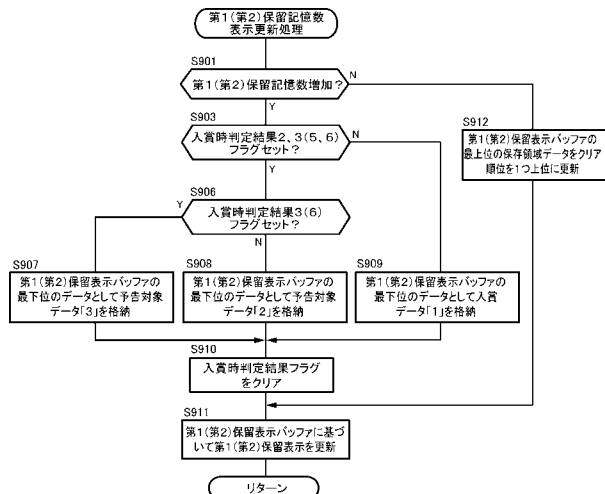 第1(第2)保留記憶数
表示更新処理
S901
第1(第2)保留記憶数増加?
N
Y
S903
入賞時判定結果2、3(5、6)
フラグセット?
N
Y
S912
第1(第2)保留表示バッファの
最上位の保存領域データをクリア
順位を1つ上位に更新
S906
入賞時判定結果3(6)
フラグセット?
Y
N
S907
第1(第2)保留表示バッファの
最下位のデータとして予告対象
データ「3」を格納
S908
第1(第2)保留表示バッファの
最下位のデータとして予告対象
データ「2」を格納
S909
第1(第2)保留表示バッファの
最下位のデータとして入賞
データ「1」を格納
S910
入賞時判定結果フラグ
をクリア
S911
第1(第2)保留表示バッファに基づ
いて第1(第2)保留表示を更新
リターン